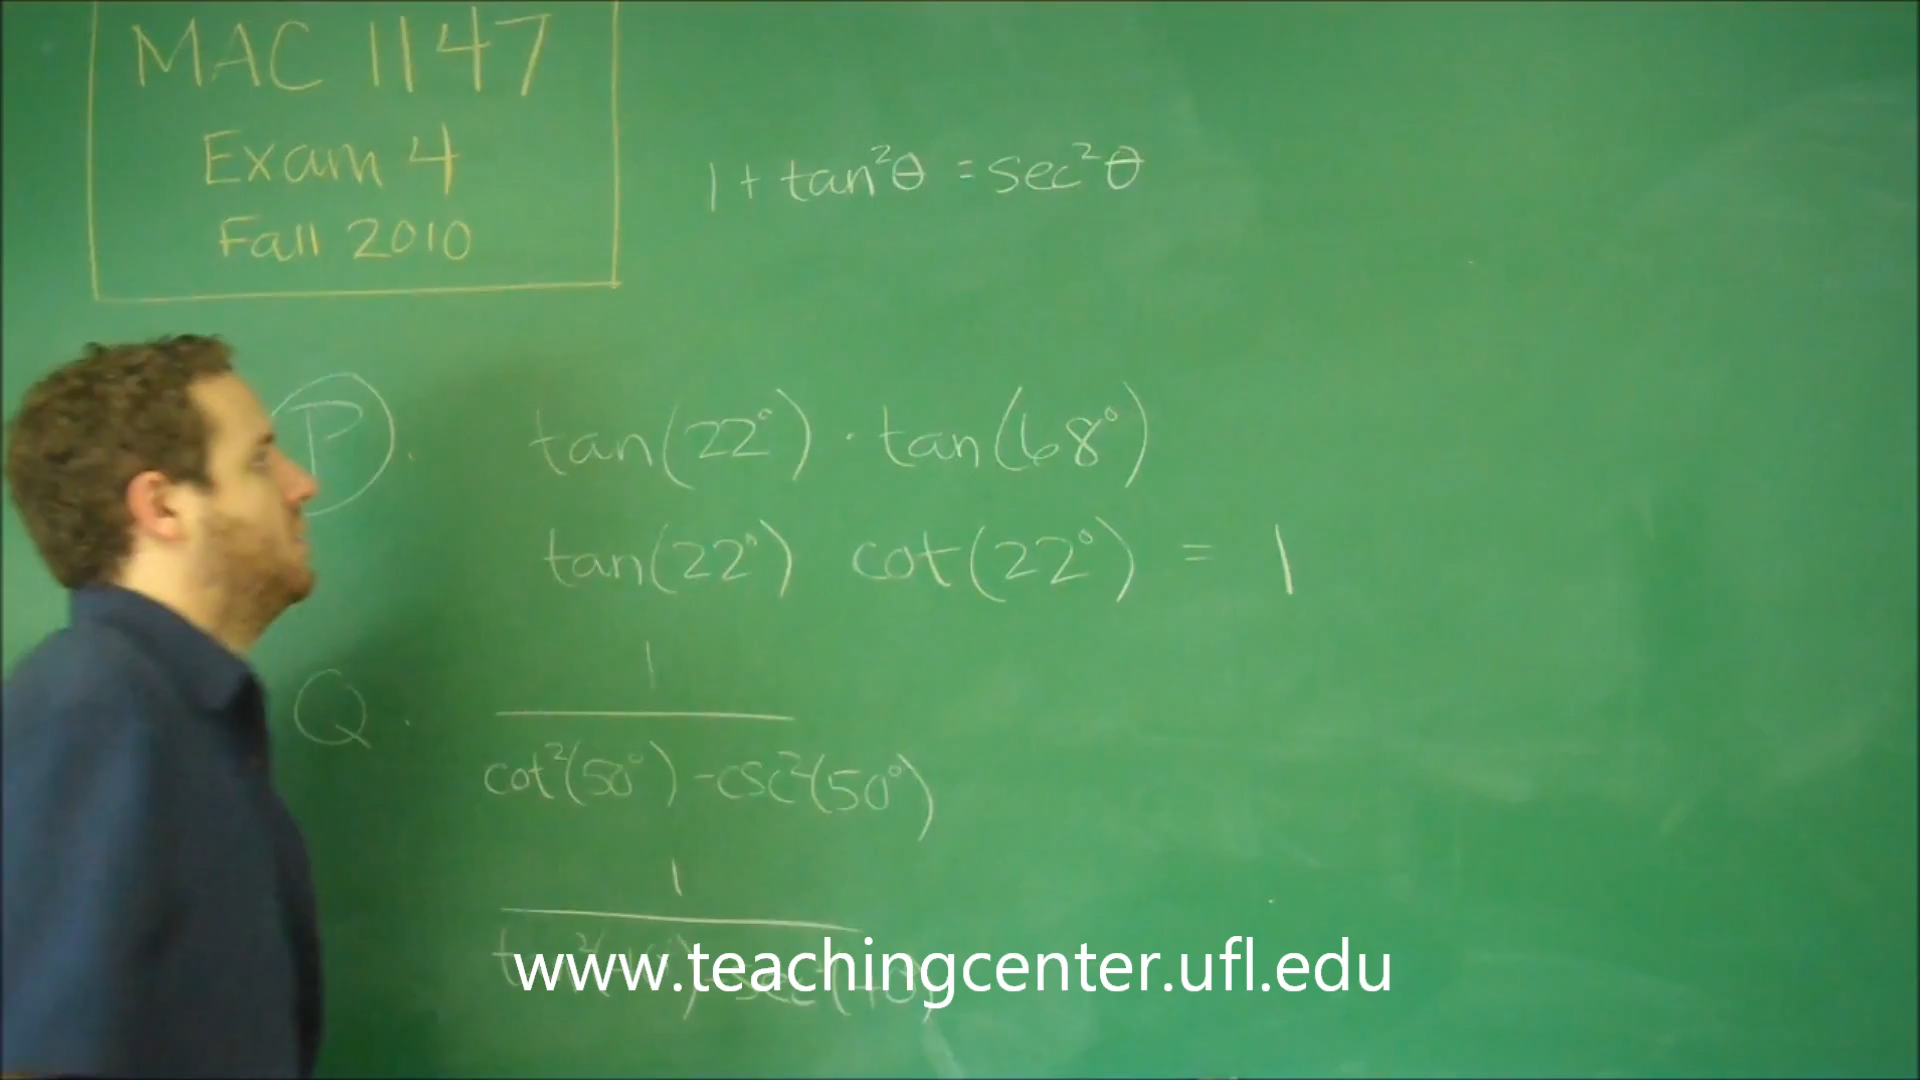 MAC 1147
Exam 4
Fall 2010
1 + tan²θ = sec²θ
P. tan(22°) · tan(68°)
tan(22°) cot(22°) = 1
Q. 1
cot²(50°) - csc²(50°)
1
www.teachingcenter.ufl.edu